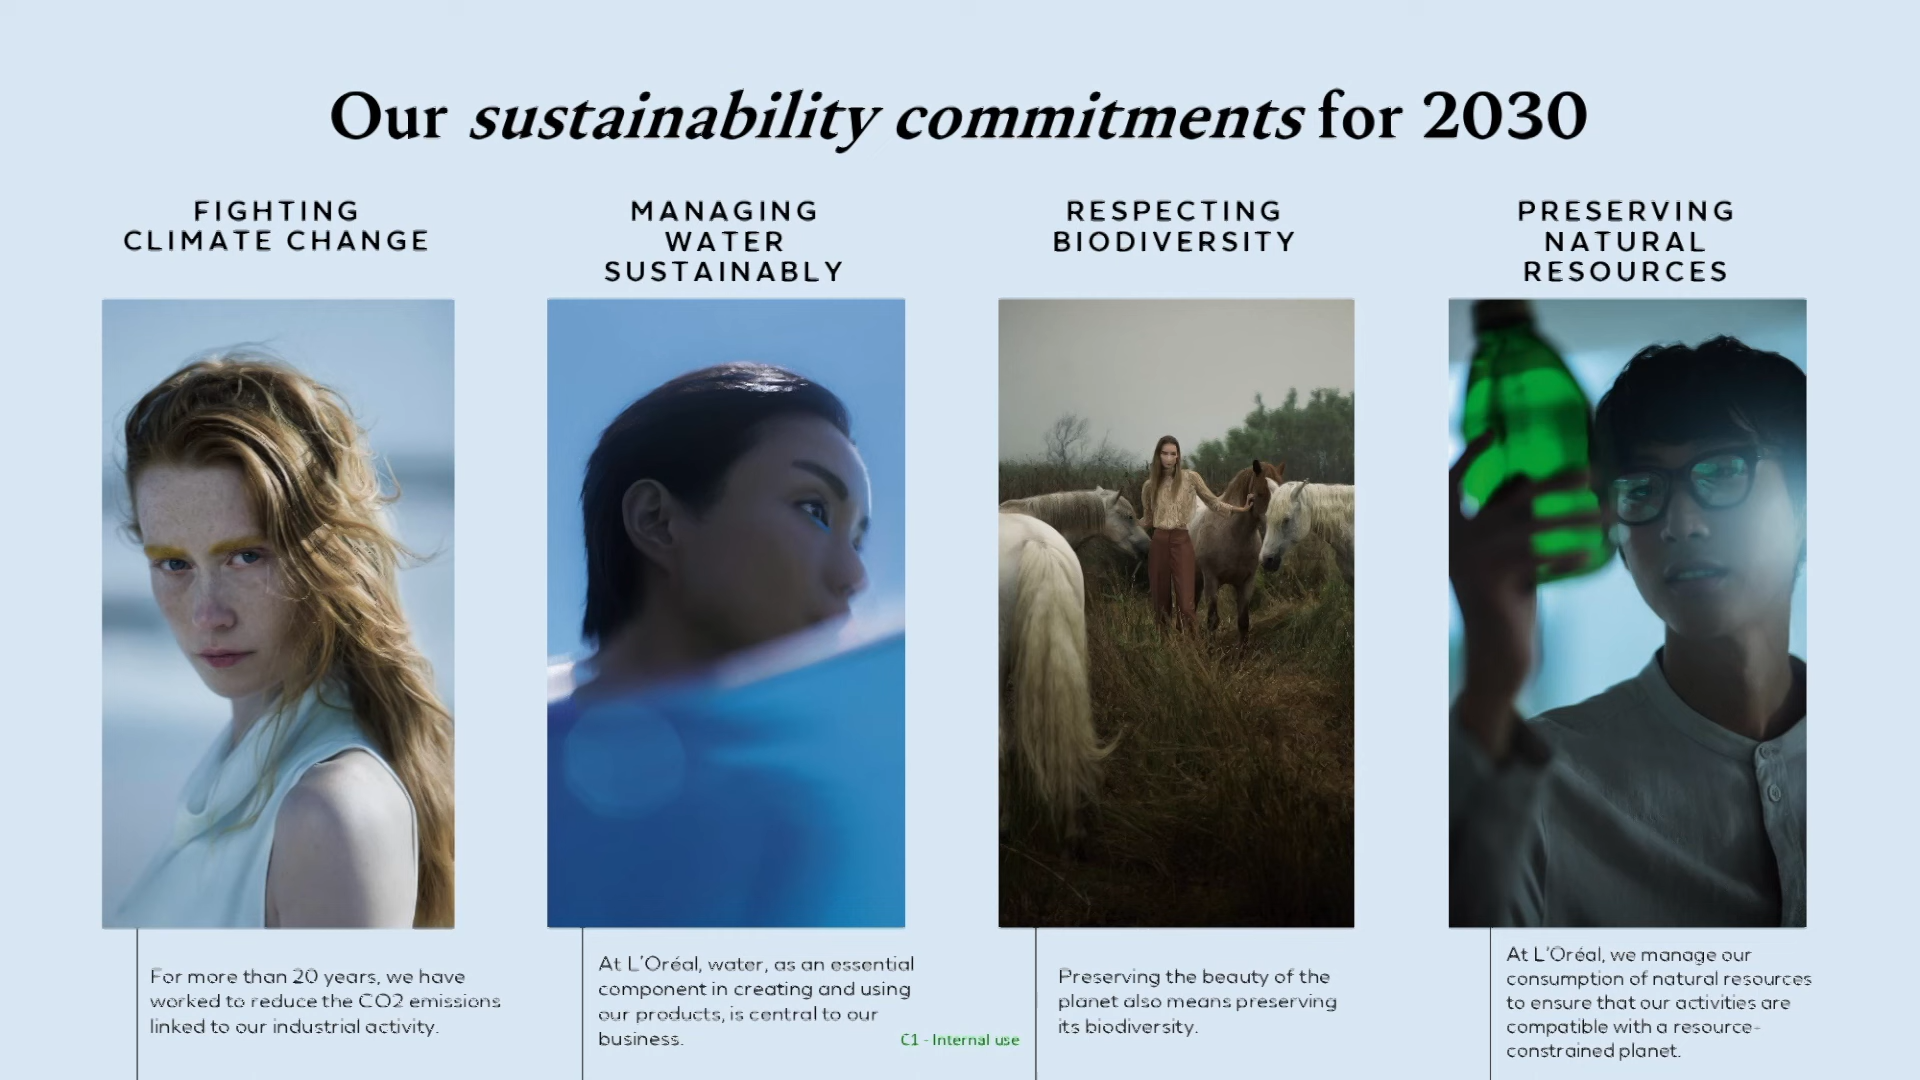 Our sustainability commitments for 2030
FIGHTING
CLIMATE CHANGE
MANAGING
WATER
SUSTAINABLY
RESPECTING
BIODIVERSITY
PRESERVING
NATURAL
RESOURCES
For more than 20 years, we have
worked to reduce the CO2 emissions
linked to our industrial activity.
At L'Oréal, water, as an essential
component in creating and using
our products, is central to our
business.
C1 - Internal use
Preserving the beauty of the
planet also means preserving
its biodiversity.
At L'Oréal, we manage our
consumption of natural resources
to ensure that our activities are
compatible with a resource-
constrained planet.